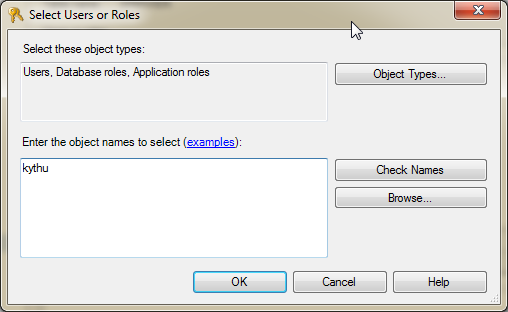 Select Users or Roles
Select these object types:
Users, Database roles, Application roles
Object Types...
Enter the object names to select (examples):
kythu
Check Names
Browse...
OK
Cancel
Help